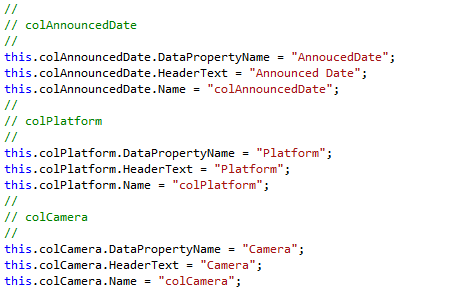 //
// colAnnouncedDate
//
this.colAnnouncedDate.DataPropertyName = "AnnoucedDate";
this.colAnnouncedDate.HeaderText = "Announced Date";
this.colAnnouncedDate.Name = "colAnnouncedDate";
//
// colPlatform
//
this.colPlatform.DataPropertyName = "Platform";
this.colPlatform.HeaderText = "Platform";
this.colPlatform.Name = "colPlatform";
//
// colCamera
//
this.colCamera.DataPropertyName = "Camera";
this.colCamera.HeaderText = "Camera";
this.colCamera.Name = "colCamera";